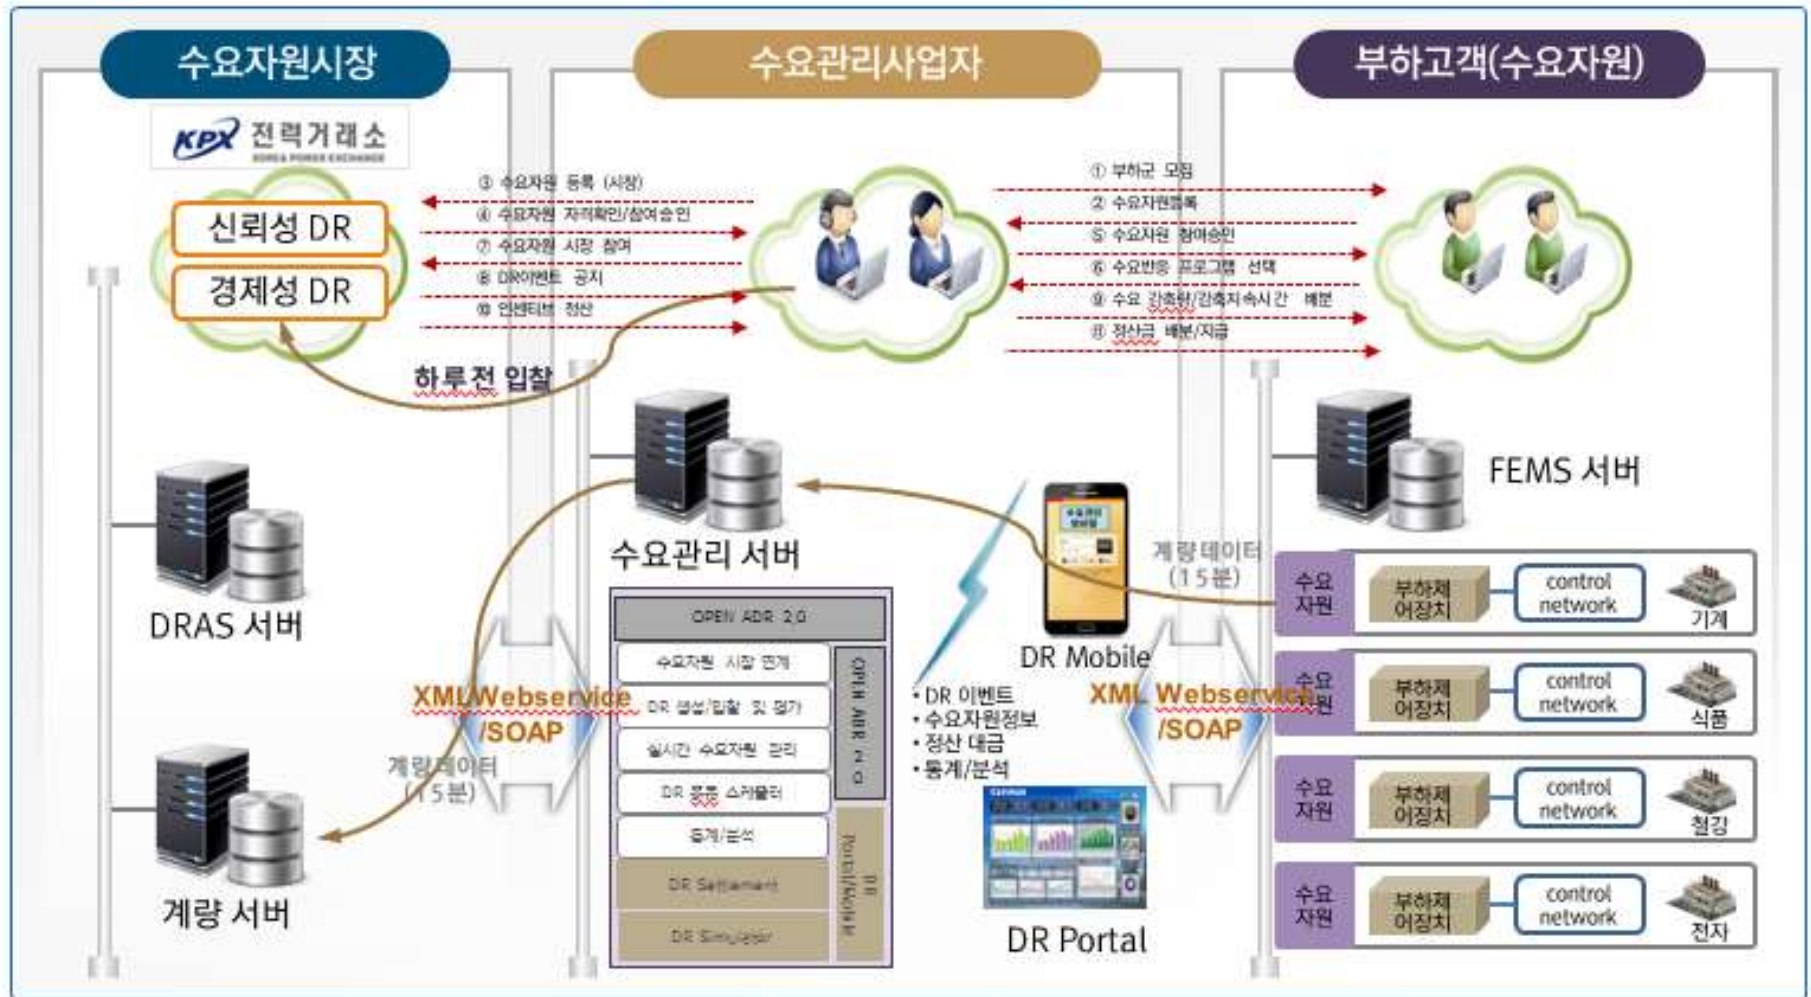 수요자원시장
수요관리사업자
부하고객(수요자원)
KPX 전력거래소
KOREA POWER EXCHANGE
신뢰성 DR
경제성 DR
③ 수요자원 등록 (시장)
④ 수요자원 자격확인/참여승인
⑦ 수요자원 시장 참여
⑧ DR이벤트 공지
⑩ 인센티브 정산
① 부하군 모집
② 수요자원등록
⑤ 수요자원 참여승인
⑥ 수요반응 프로그램 선택
⑨ 수요 감축량/감축지속시간 배분
⑪ 정산금 배분/지급
하루전 입찰
DRAS 서버
계량 서버
계량데이터
(15분)
XML Webservice
/SOAP
수요관리 서버
OPEN ADR 2.0
수요자원 시장 연계
DR 생성/입찰 및 평가
실시간 수요자원 관리
DR 운용 스케쥴러
통계/분석
DR Settlement
DR Simulator
OPEN AR 2.0
DR
Portal/Mobile
DR Mobile
• DR 이벤트
• 수요자원정보
• 정산 대금
• 통계/분석
DR Portal
계량데이터
(15분)
XML Webservice
/SOAP
FEMS 서버
수요
자원
부하제
어장치
control
network
기계
수요
자원
부하제
어장치
control
network
식품
수요
자원
부하제
어장치
control
network
철강
수요
자원
부하제
어장치
control
network
전자